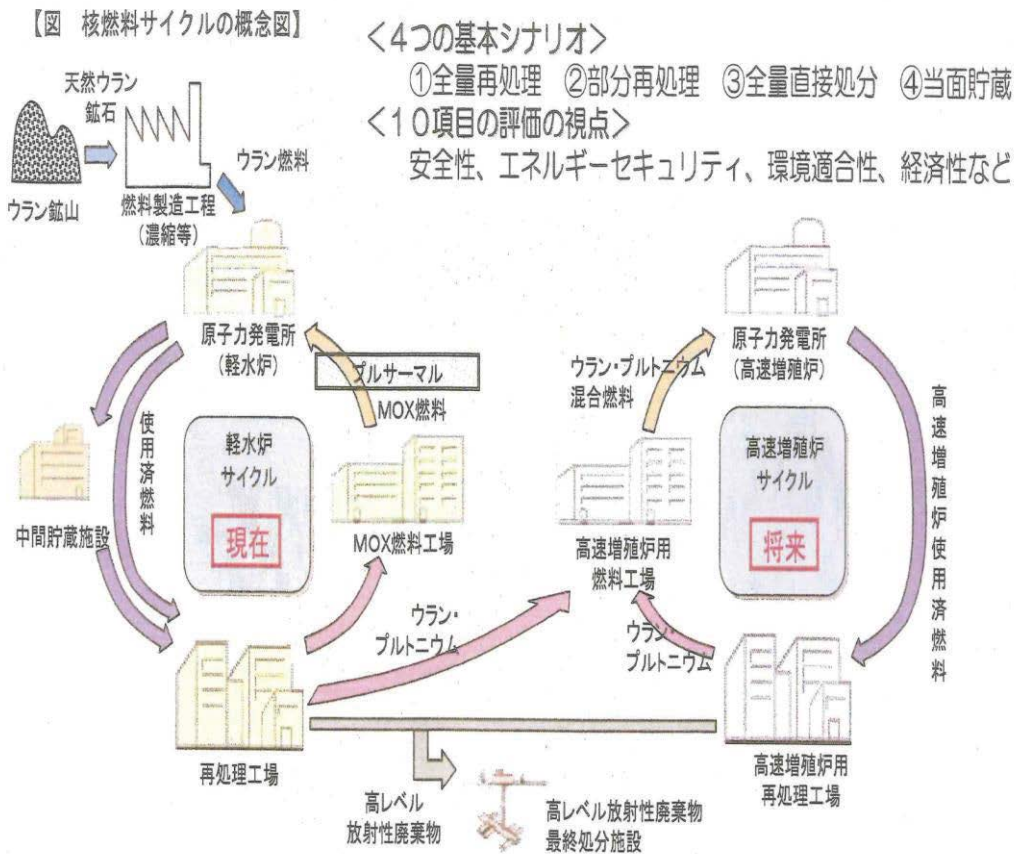 【図 核燃料サイクルの概念図】
<4つの基本シナリオ>
①全量再処理 ②部分再処理 ③全量直接処分 ④当面貯蔵
<10項目の評価の視点>
安全性、エネルギーセキュリティ、環境適合性、経済性など
天然ウラン
鉱石
ウラン燃料
ウラン鉱山
燃料製造工程
(濃縮等)
原子力発電所
(軽水炉)
プルサーマル
MOX燃料
使用済燃料
軽水炉
サイクル
現在
中間貯蔵施設
MOX燃料工場
ウラン・
プルトニウム
再処理工場
原子力発電所
(高速増殖炉)
ウラン・プルトニウム
混合燃料
高速増殖炉
サイクル
将来
高速増殖炉使用済燃料
高速増殖炉用
燃料工場
ウラン・
プルトニウム
高速増殖炉用
再処理工場
高レベル
放射性廃棄物
高レベル放射性廃棄物
最終処分施設